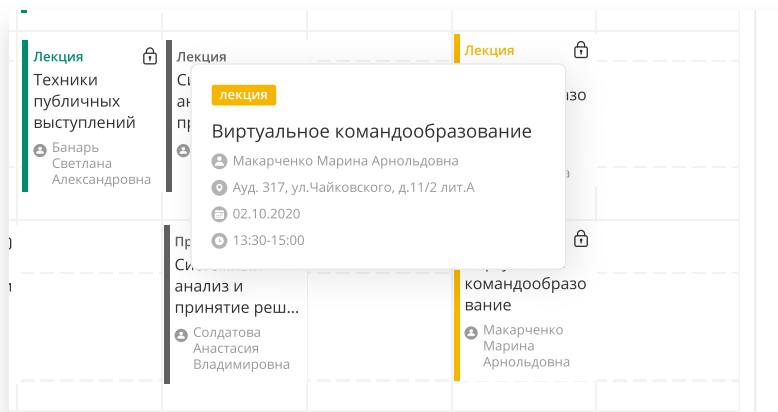 Лекция
Техники
публичных
выступлений
Банарь
Светлана
Александровна
Лекция
Лекция
лекция
Виртуальное командообразование
Макарченко Марина Арнольдовна
Ауд. 317, ул.Чайковского, д.11/2 лит.А
02.10.2020
13:30-15:00
анализ и
принятие реш...
Солдатова
Анастасия
Владимировна
командообразо
вание
Макарченко
Марина
Арнольдовна